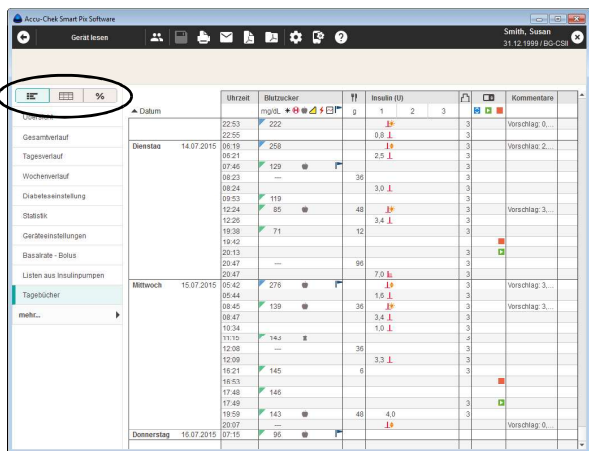 Accu-Chek Smart Pix Software
Gerät lesen
Smith, Susan
31.12.1999 / BG-CSII
%
Übersicht
Gesamtverlauf
Tagesverlauf
Wochenverlauf
Diabeteseinstellung
Statistik
Geräteeinstellungen
Basalrate - Bolus
Listen aus Insulinpumpen
Tagebücher
mehr...
Uhrzeit Blutzucker Insulin (U) Kommentare
Datum mg/dL g 1 2 3
22:53 222 3 Vorschlag: 0,...
22:55 0,8 3
Dienstag 14.07.2015 06:19 258 3 Vorschlag: 2,...
06:21 2,5 3
07:46 129 3
08:23 — 36 3
08:24 3,0 3
09:53 119 3
12:24 85 48 3 Vorschlag: 3,...
12:26 3,4 3
19:38 71 12 3
19:42
20:13 3
20:47 — 96 3
20:47 7,0 3
Mittwoch 15.07.2015 05:42 276 3 Vorschlag: 3,...
05:44 1,6 3
08:45 139 36 3 Vorschlag: 3,...
08:47 3,4 3
10:34 1,0 3
11:15 143 3
12:08 — 36 3
12:09 3,3 3
16:21 145 6 3
16:53
17:48 146
17:49 3
19:59 143 48 4,0 3
20:07 — Vorschlag: 0,...
Donnerstag 16.07.2015 07:15 96 3